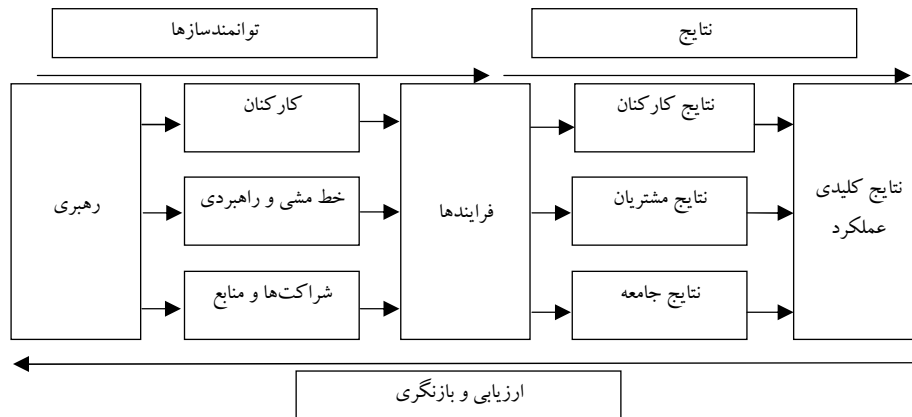 توانمندسازها
نتایج
رهبری
کارکنان
خط مشی و راهبردی
شراکت‌ها و منابع
فرایندها
نتایج کارکنان
نتایج مشتریان
نتایج جامعه
نتایج کلیدی
عملکرد
ارزیابی و بازنگری